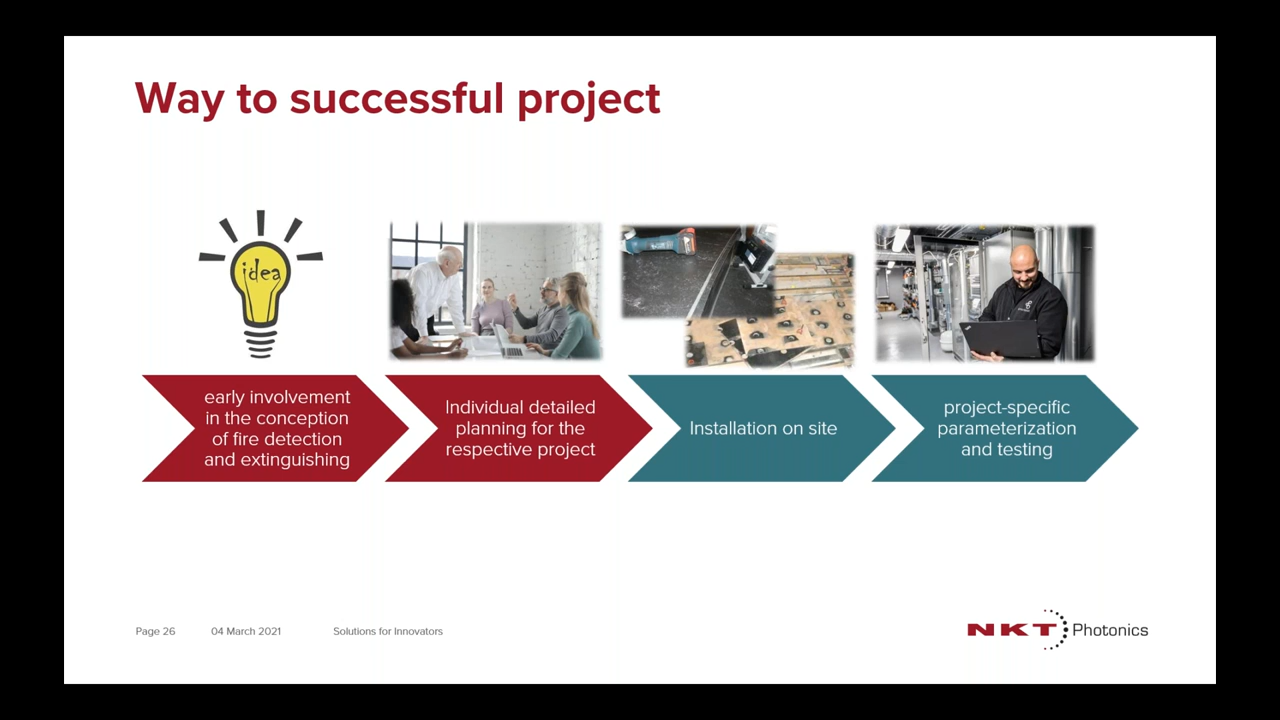 Way to successful project
idea
early involvement
in the conception
of fire detection
and extinguishing
Individual detailed
planning for the
respective project
Installation on site
project-specific
parameterization
and testing
Page 26
04 March 2021
Solutions for Innovators
NKT Photonics